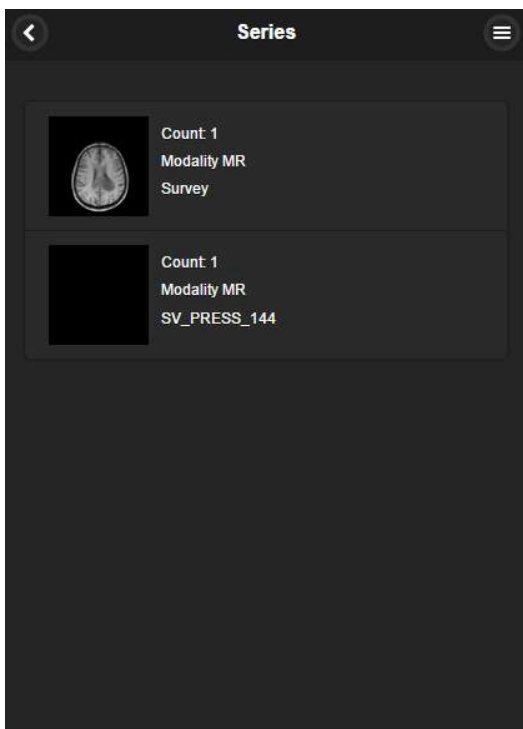 Series
Count: 1
Modality MR
Survey
Count: 1
Modality MR
SV_PRESS_144